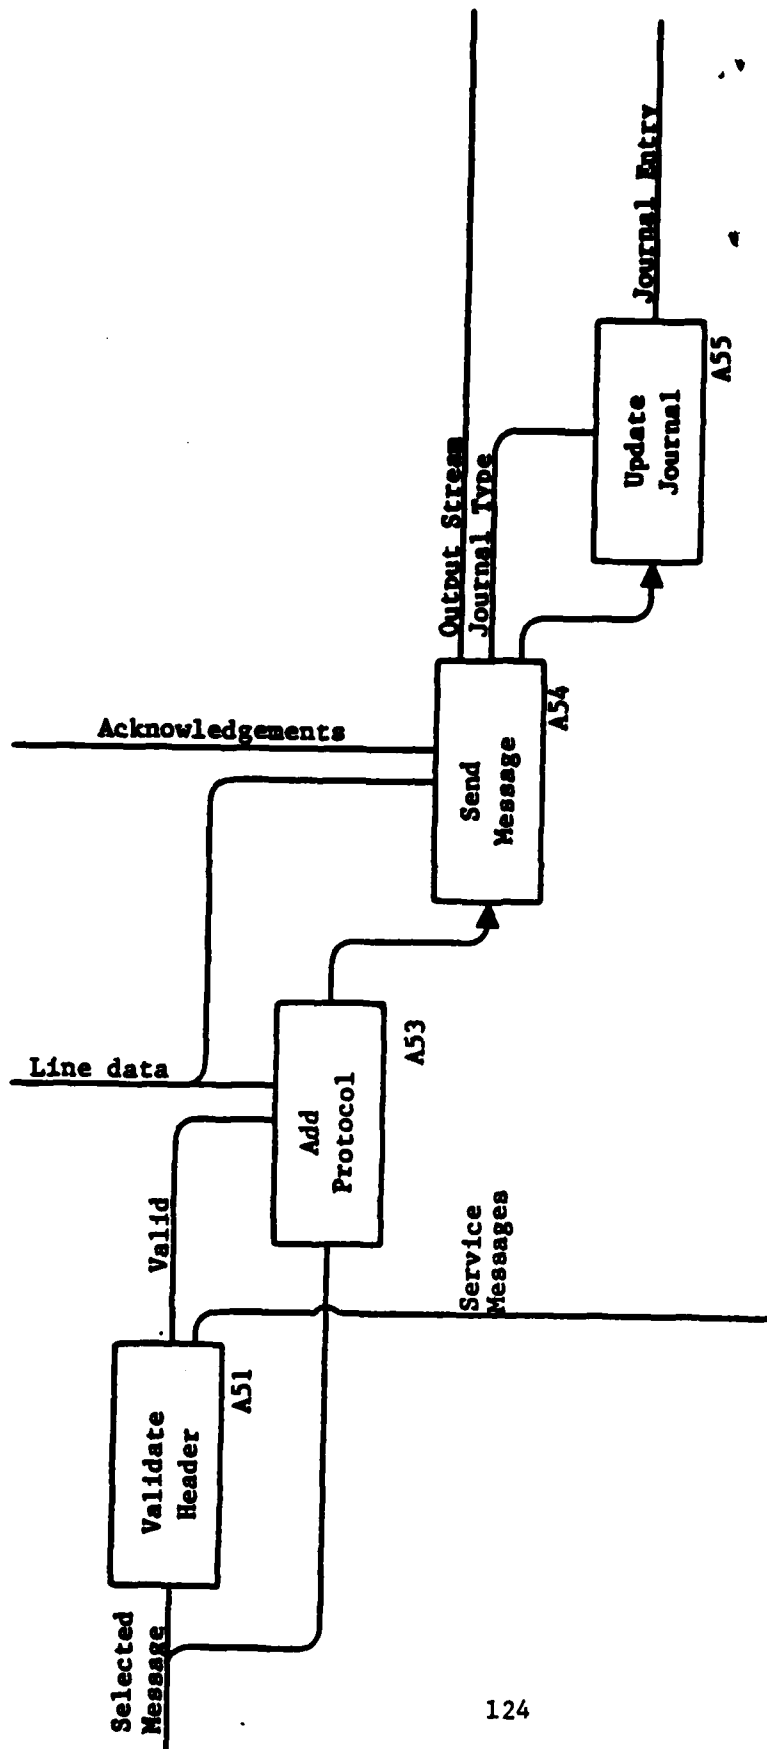 Selected
Message
Validate
Header
A51
Valid
Service
Messages
Line data
Add
Protocol
A53
Acknowledgements
Send
Message
A54
Output Stream
Journal Type
Update
Journal
A55
Journal Entry
124